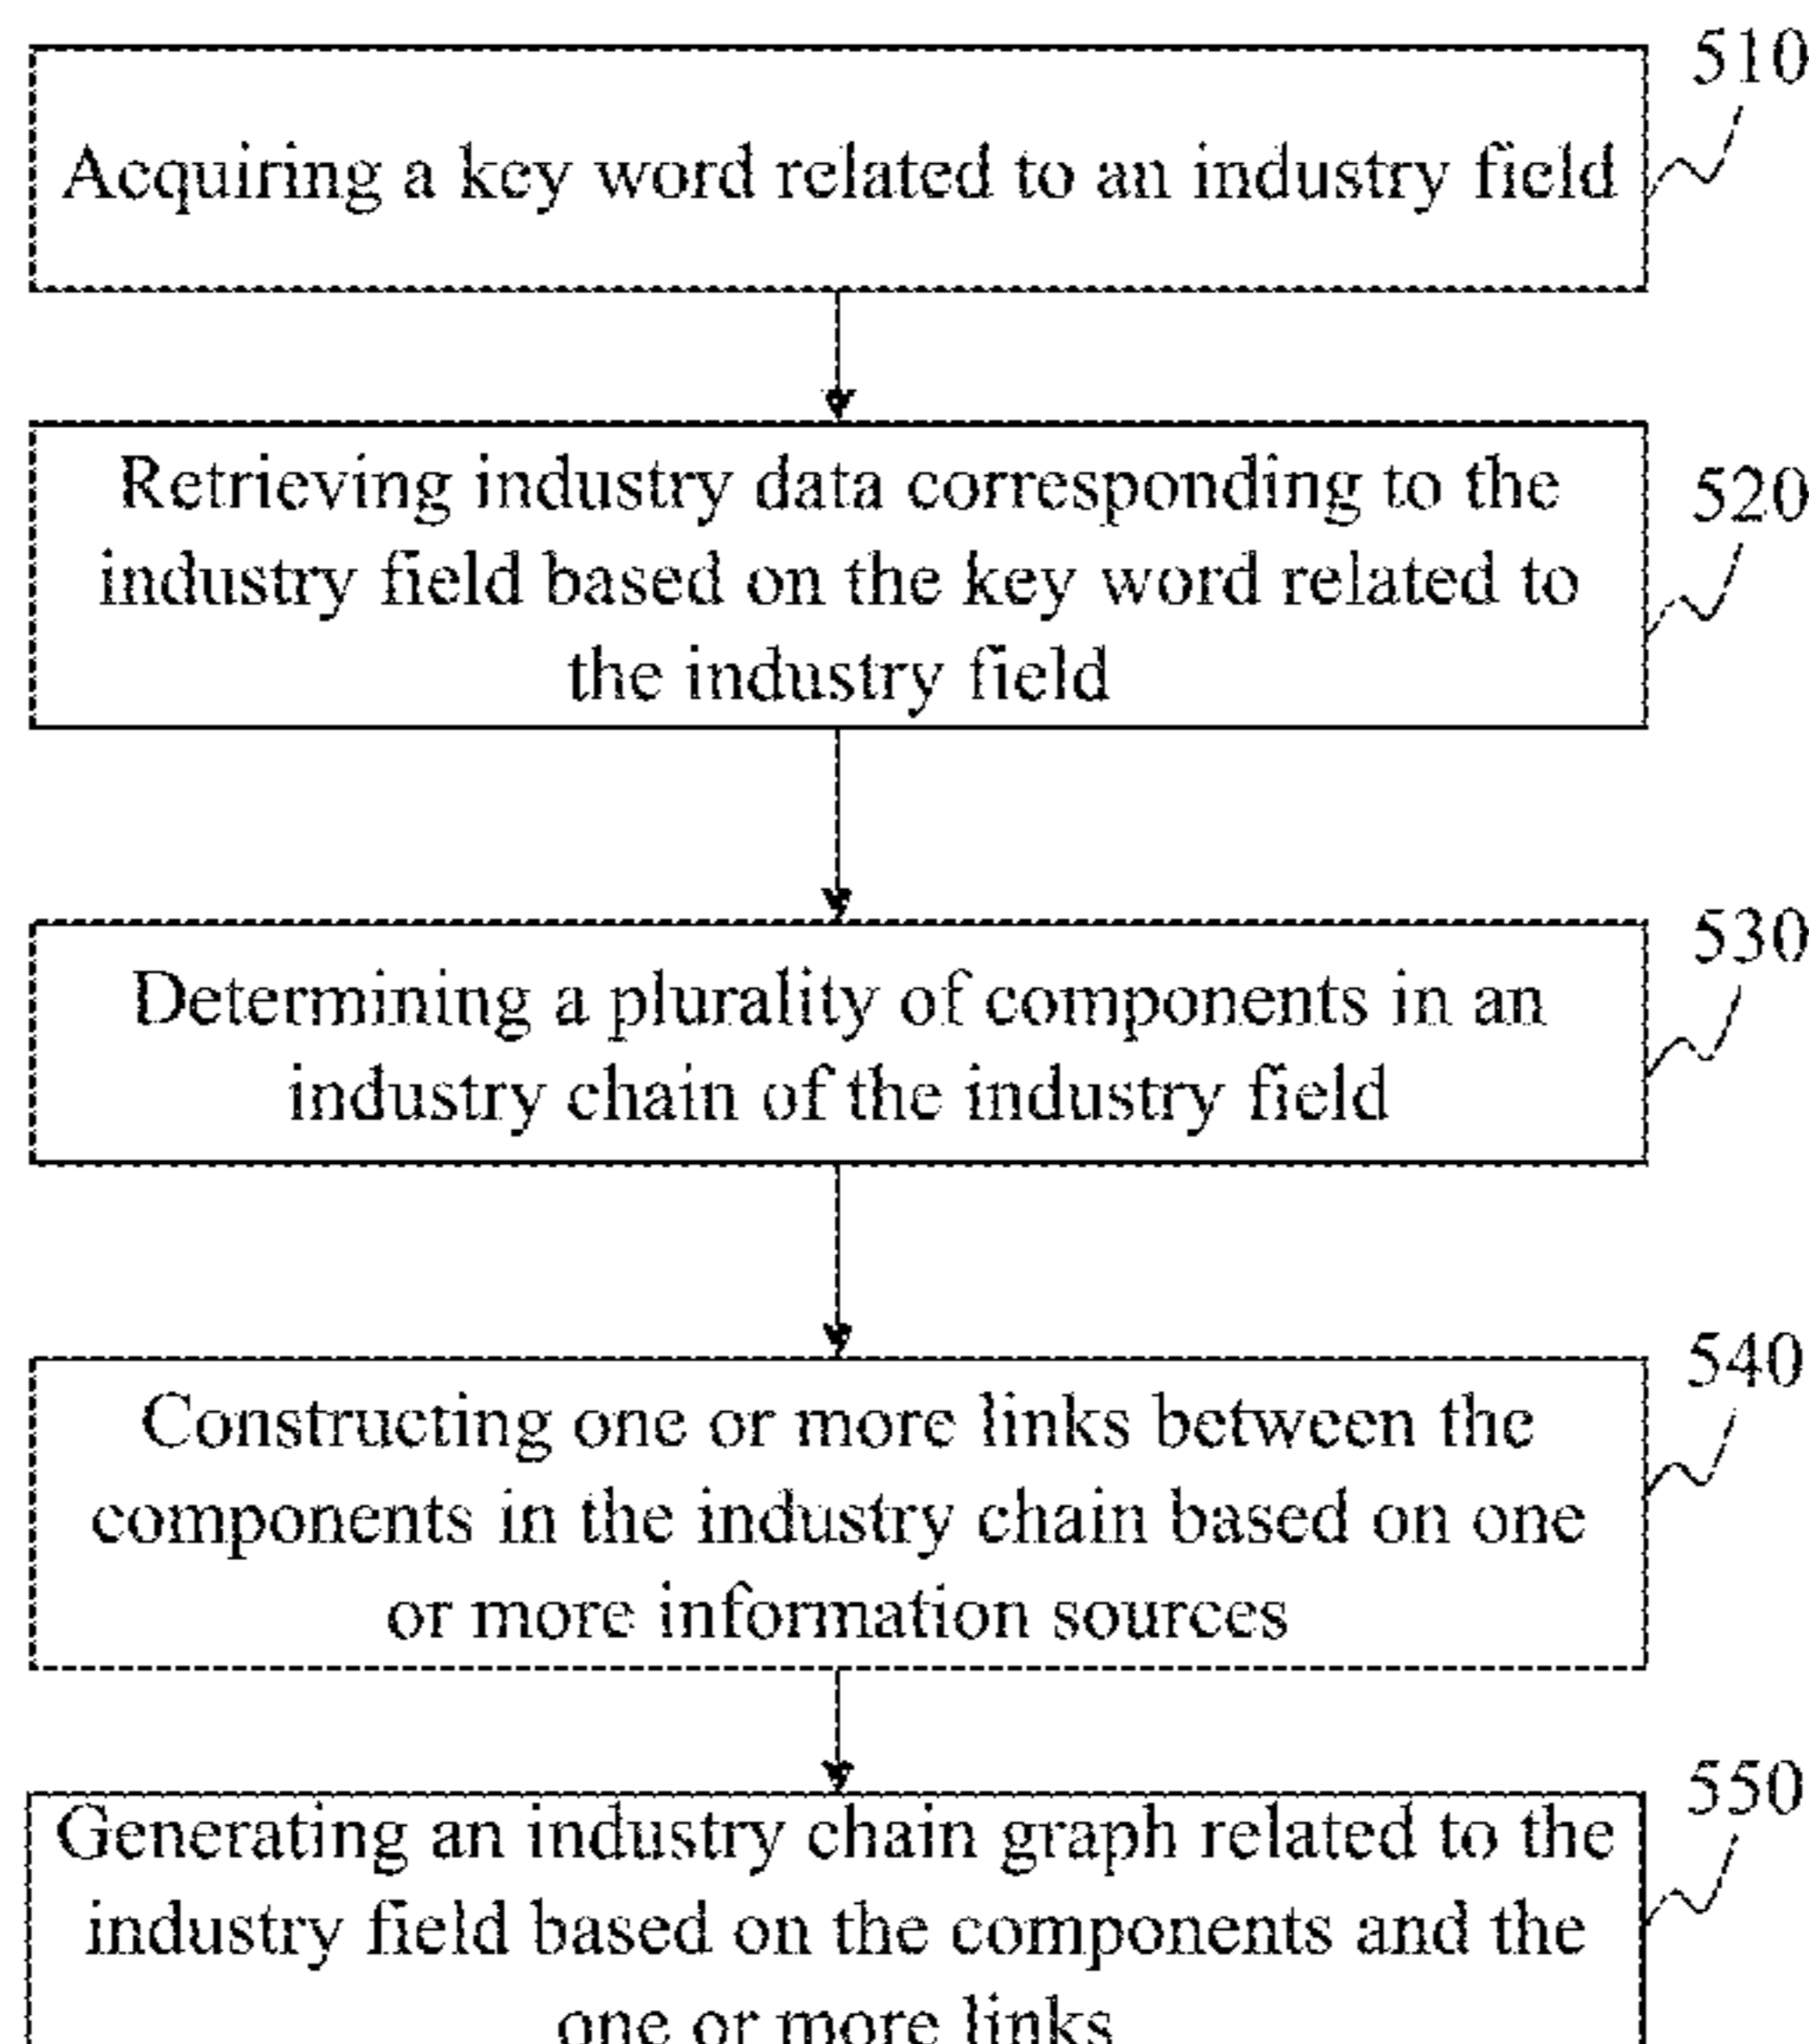 510
Acquiring a key word related to an industry field
520
Retrieving industry data corresponding to the
industry field based on the key word related to
the industry field
530
Determining a plurality of components in an
industry chain of the industry field
540
Constructing one or more links between the
components in the industry chain based on one
or more information sources
550
Generating an industry chain graph related to the
industry field based on the components and the
one or more links